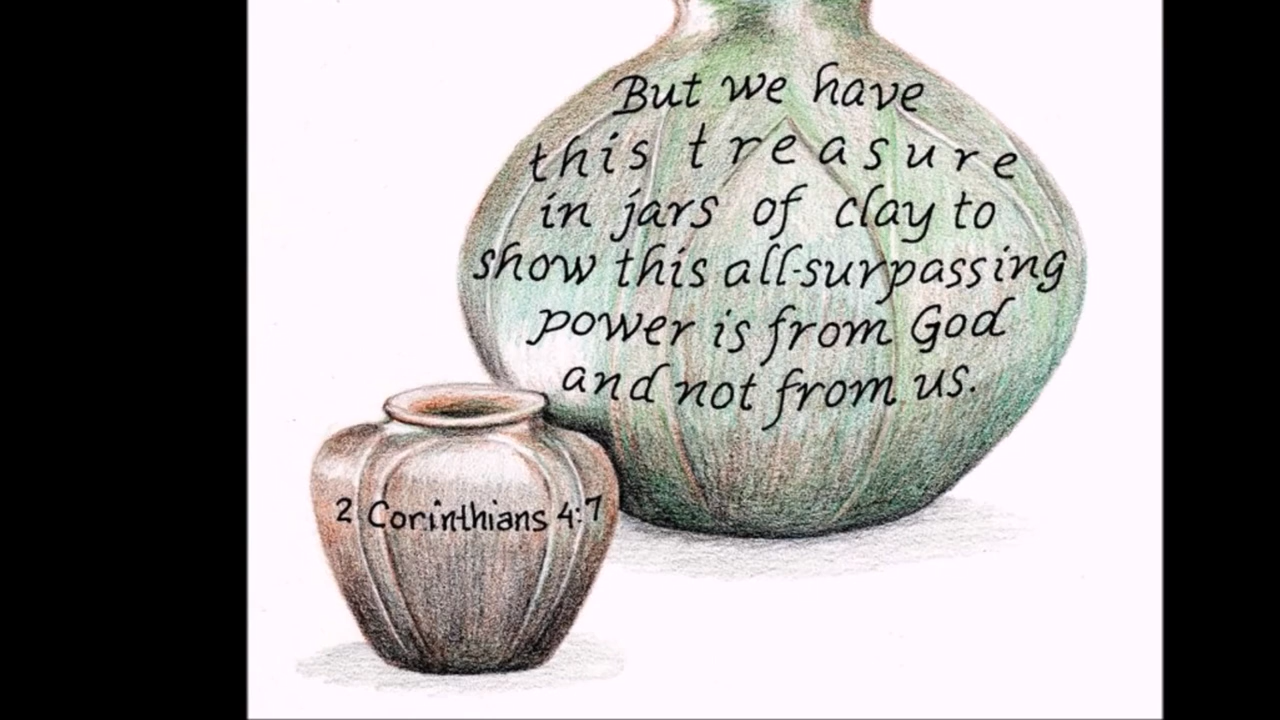 But we have
this treasure
in jars of clay to
show this all-surpassing
power is from God
and not from us.
2 Corinthians 4:7